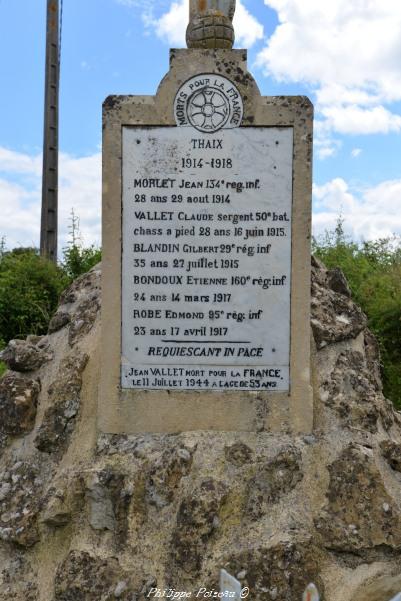 MORTS POUR LA FRANCE
THAIX
1914-1918
MORLET JEAN 134e reg. inf.
28 ans 29 août 1914
VALLET CLAUDE sergent 50e bat.
chass a pied 28 ans 16 juin 1915.
BLANDIN GILBERT 29e reg. inf
35 ans 27 juillet 1915
BONDOUX ETIENNE 160e rég. inf
24 ans 14 mars 1917
ROBE EDMOND 95e reg. inf
23 ans 17 avril 1917
REQUIESCANT IN PACE
JEAN VALLET MORT POUR LA FRANCE,
LE 11 JUILLET 1944 A L'AGE DE 53 ANS
Philippe Poiseau ©